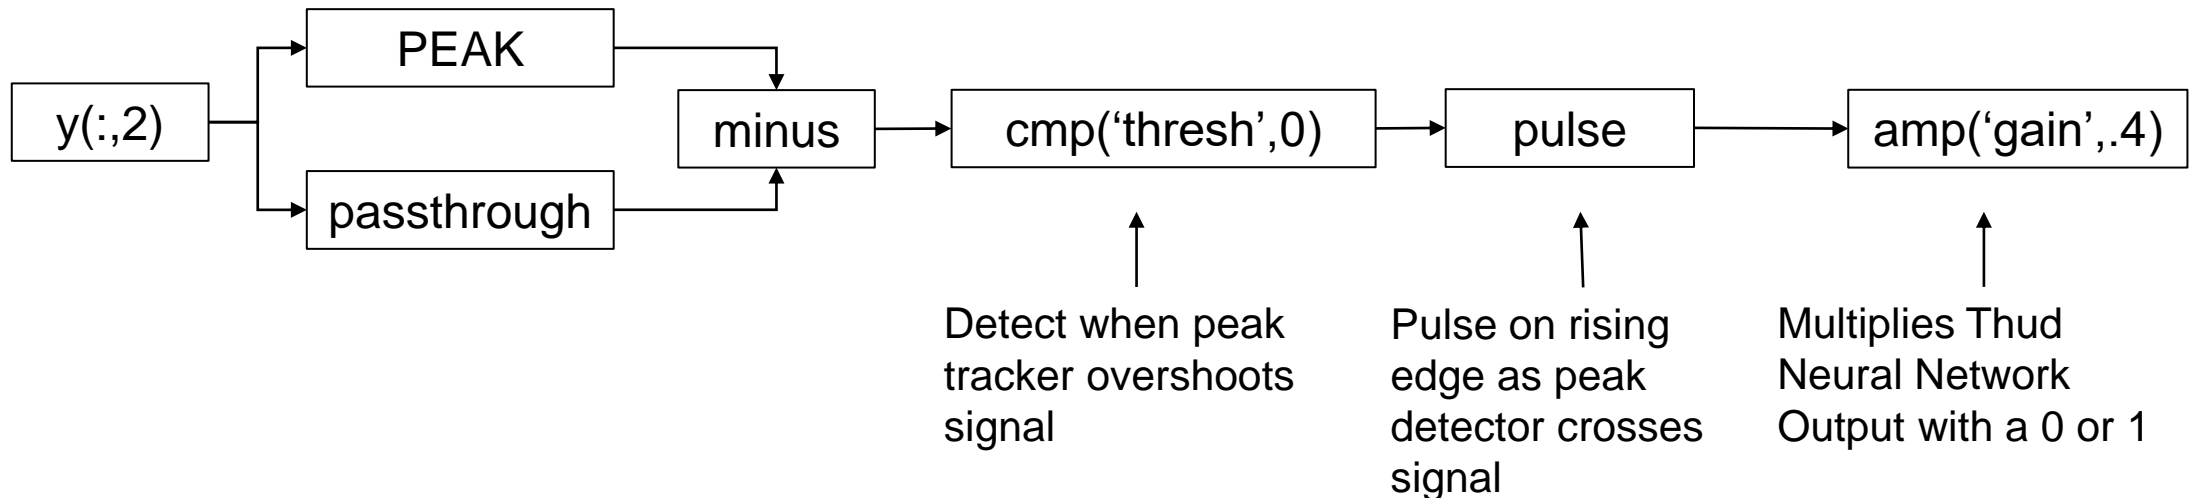 PEAK
y(:,2)
minus
cmp(‘thresh’,0)
pulse
amp(‘gain’,.4)
passthrough
Detect when peak
tracker overshoots
signal
Pulse on rising
edge as peak
detector crosses
signal
Multiplies Thud
Neural Network
Output with a 0 or 1